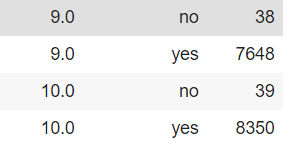 9.0 no 38
9.0 yes 7648
10.0 no 39
10.0 yes 8350